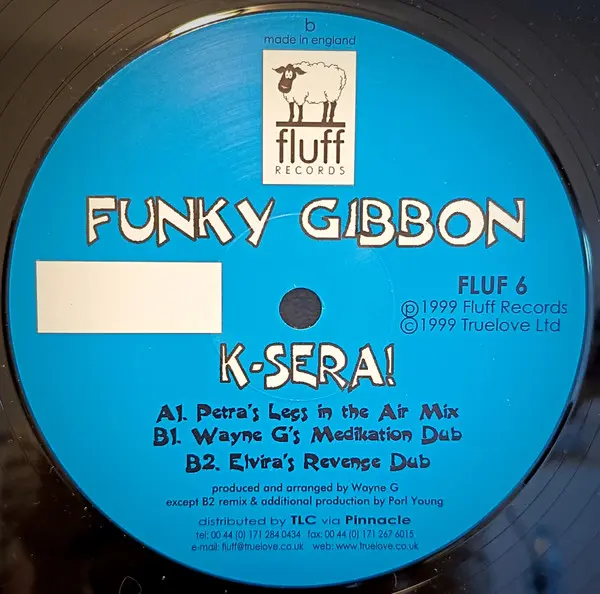 b
made in england
fluff
RECORDS
FUNKY GIBBON
FLUF 6
℗1999 Fluff Records
©1999 Truelove Ltd
K-SERA!
A1. Petra's Legs in the Air Mix
B1. Wayne G's Medikation Dub
B2. Elvira's Revenge Dub
produced and arranged by Wayne G
except B2 remix & additional production by Porl Young
distributed by TLC via Pinnacle
tel: 00 44 (0) 171 284 0434 fax: 00 44 (0) 171 267 6015
e-mail: fluff@truelove.co.uk web: www.truelove.co.uk